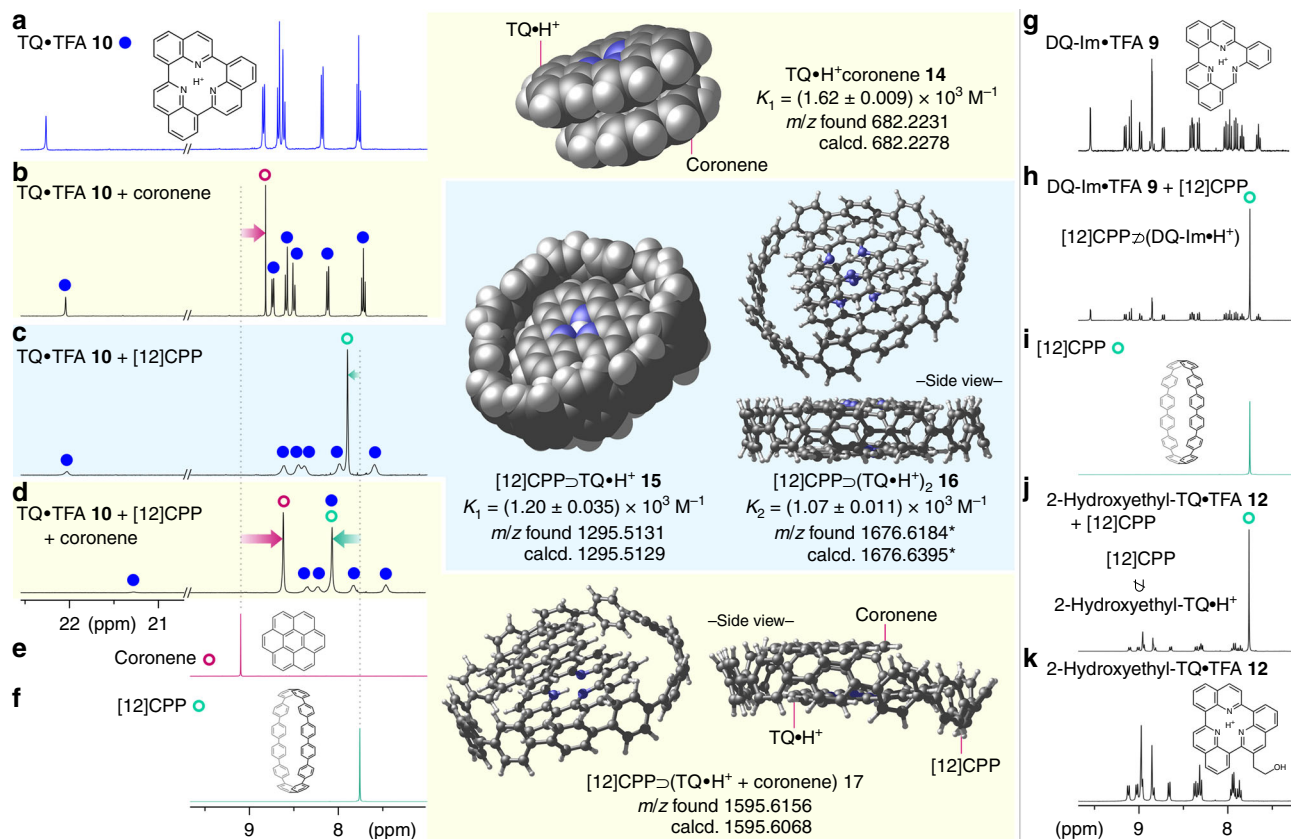 a
TQ•TFA 10
H⁺
N
N
N
b
TQ•TFA 10 + coronene
c
TQ•TFA 10 + [12]CPP
d
TQ•TFA 10 + [12]CPP
+ coronene
22 (ppm) 21
e
Coronene
f
[12]CPP
9 8 (ppm)
TQ•H⁺
Coronene
TQ•H⁺coronene 14
K₁ = (1.62 ± 0.009) × 10³ M⁻¹
m/z found 682.2231
calcd. 682.2278
[12]CPP⊃TQ•H⁺ 15
K₁ = (1.20 ± 0.035) × 10³ M⁻¹
m/z found 1295.5131
calcd. 1295.5129
–Side view–
[12]CPP⊃(TQ•H⁺)₂ 16
K₂ = (1.07 ± 0.011) × 10³ M⁻¹
m/z found 1676.6184*
calcd. 1676.6395*
–Side view–
Coronene
TQ•H⁺
[12]CPP
[12]CPP⊃(TQ•H⁺ + coronene) 17
m/z found 1595.6156
calcd. 1595.6068
g
DQ-Im•TFA 9
H⁺
N
N
N
h
DQ-Im•TFA 9 + [12]CPP
[12]CPP⊅(DQ-Im•H⁺)
i
[12]CPP
j
2-Hydroxyethyl-TQ•TFA 12
+ [12]CPP
[12]CPP
⊅
2-Hydroxyethyl-TQ•H⁺
k
2-Hydroxyethyl-TQ•TFA 12
N
H⁺
N
N
OH
9 8 (ppm)